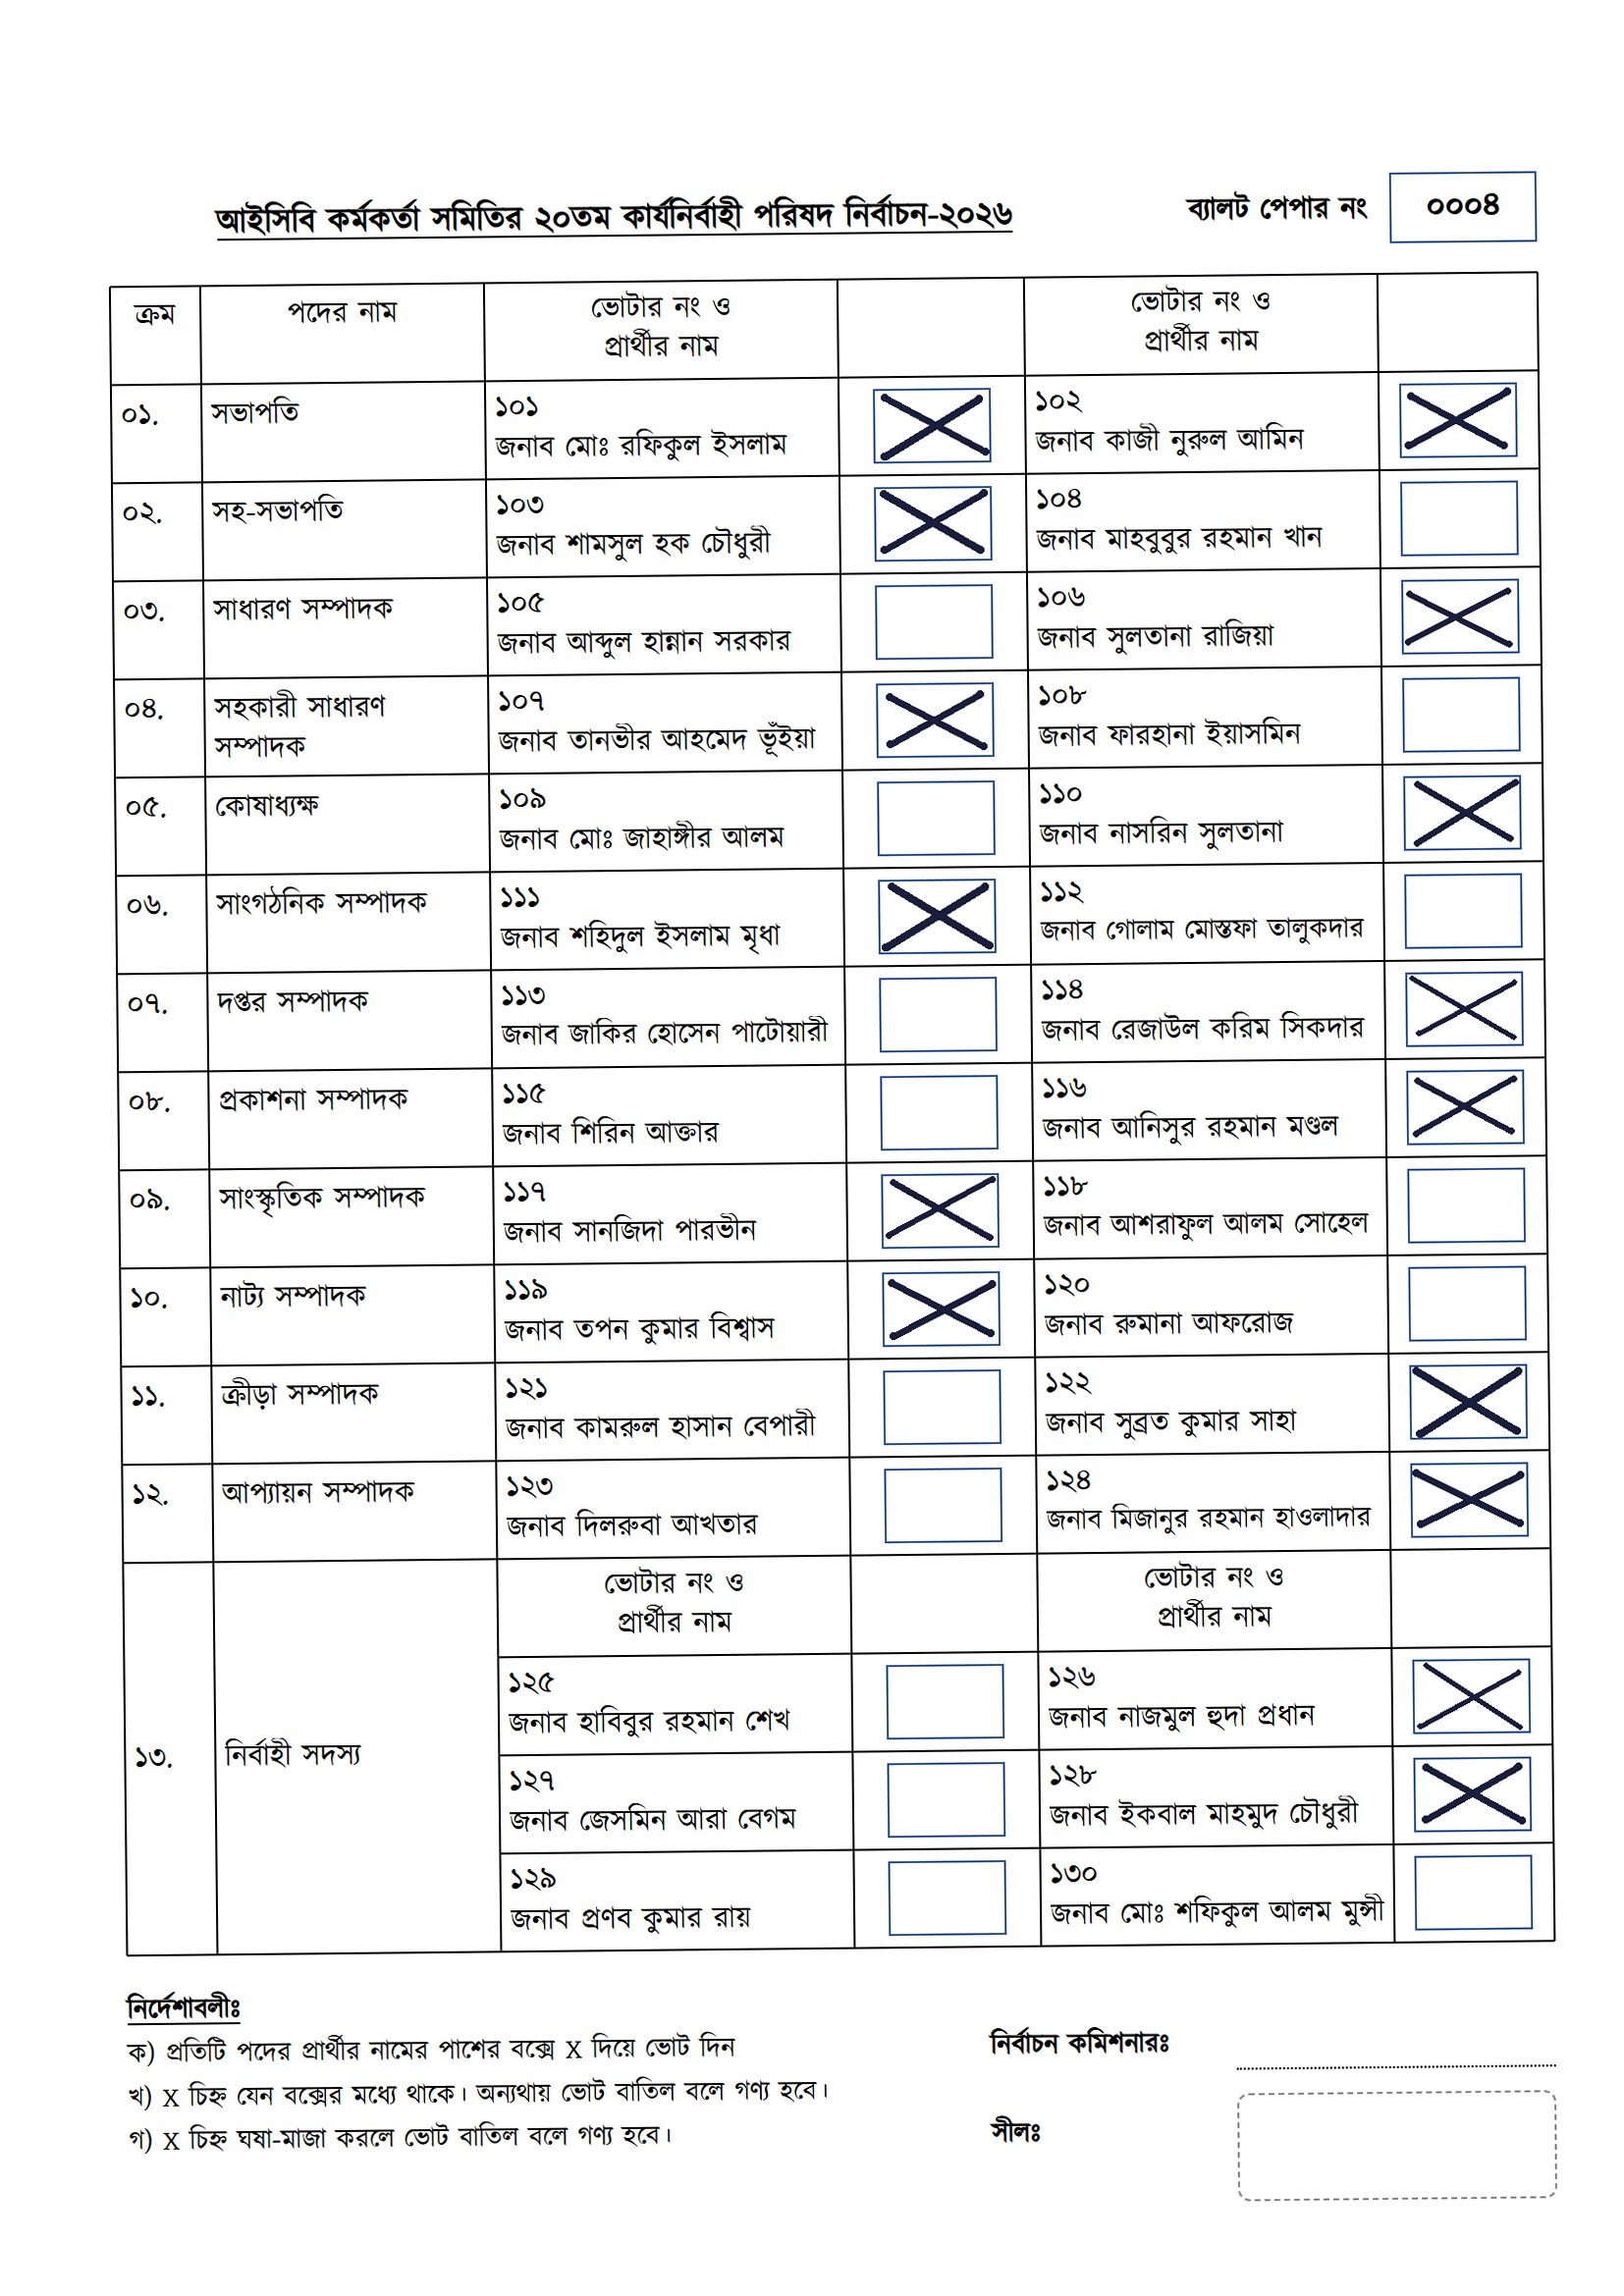 আইসিবি কর্মকর্তা সমিতির ২০তম কার্যনির্বাহী পরিষদ নির্বাচন-২০২৬
ব্যালট পেপার নং ০০০৪
ক্রম পদের নাম ভোটার নং ও প্রার্থীর নাম ভোটার নং ও প্রার্থীর নাম
০১. সভাপতি ১০১ ১০২
জনাব মোঃ রফিকুল ইসলাম জনাব কাজী নুরুল আমিন
০২. সহ-সভাপতি ১০৩ ১০৪
জনাব শামসুল হক চৌধুরী জনাব মাহবুবুর রহমান খান
০৩. সাধারণ সম্পাদক ১০৫ ১০৬
জনাব আব্দুল হান্নান সরকার জনাব সুলতানা রাজিয়া
০৪. সহকারী সাধারণ সম্পাদক ১০৭ ১০৮
জনাব তানভীর আহমেদ ভূঁইয়া জনাব ফারহানা ইয়াসমিন
০৫. কোষাধ্যক্ষ ১০৯ ১১০
জনাব মোঃ জাহাঙ্গীর আলম জনাব নাসরিন সুলতানা
০৬. সাংগঠনিক সম্পাদক ১১১ ১১২
জনাব শহিদুল ইসলাম মৃধা জনাব গোলাম মোস্তফা তালুকদার
০৭. দপ্তর সম্পাদক ১১৩ ১১৪
জনাব জাকির হোসেন পাটোয়ারী জনাব রেজাউল করিম সিকদার
০৮. প্রকাশনা সম্পাদক ১১৫ ১১৬
জনাব শিরিন আক্তার জনাব আনিসুর রহমান মণ্ডল
০৯. সাংস্কৃতিক সম্পাদক ১১৭ ১১৮
জনাব সানজিদা পারভীন জনাব আশরাফুল আলম সোহেল
১০. নাট্য সম্পাদক ১১৯ ১২০
জনাব তপন কুমার বিশ্বাস জনাব রুমানা আফরোজ
১১. ক্রীড়া সম্পাদক ১২১ ১২২
জনাব কামরুল হাসান বেপারী জনাব সুব্রত কুমার সাহা
১২. আপ্যায়ন সম্পাদক ১২৩ ১২৪
জনাব দিলরুবা আখতার জনাব মিজানুর রহমান হাওলাদার
ভোটার নং ও প্রার্থীর নাম ভোটার নং ও প্রার্থীর নাম
১৩. নির্বাহী সদস্য
১২৫ ১২৬
জনাব হাবিবুর রহমান শেখ জনাব নাজমুল হুদা প্রধান
১২৭ ১২৮
জনাব জেসমিন আরা বেগম জনাব ইকবাল মাহমুদ চৌধুরী
১২৯ ১৩০
জনাব প্রণব কুমার রায় জনাব মোঃ শফিকুল আলম মুন্সী
নির্দেশাবলীঃ
ক) প্রতিটি পদের প্রার্থীর নামের পাশের বক্সে X দিয়ে ভোট দিন
খ) X চিহ্ন যেন বক্সের মধ্যে থাকে। অন্যথায় ভোট বাতিল বলে গণ্য হবে।
গ) X চিহ্ন ঘষা-মাজা করলে ভোট বাতিল বলে গণ্য হবে।
নির্বাচন কমিশনারঃ
সীলঃ